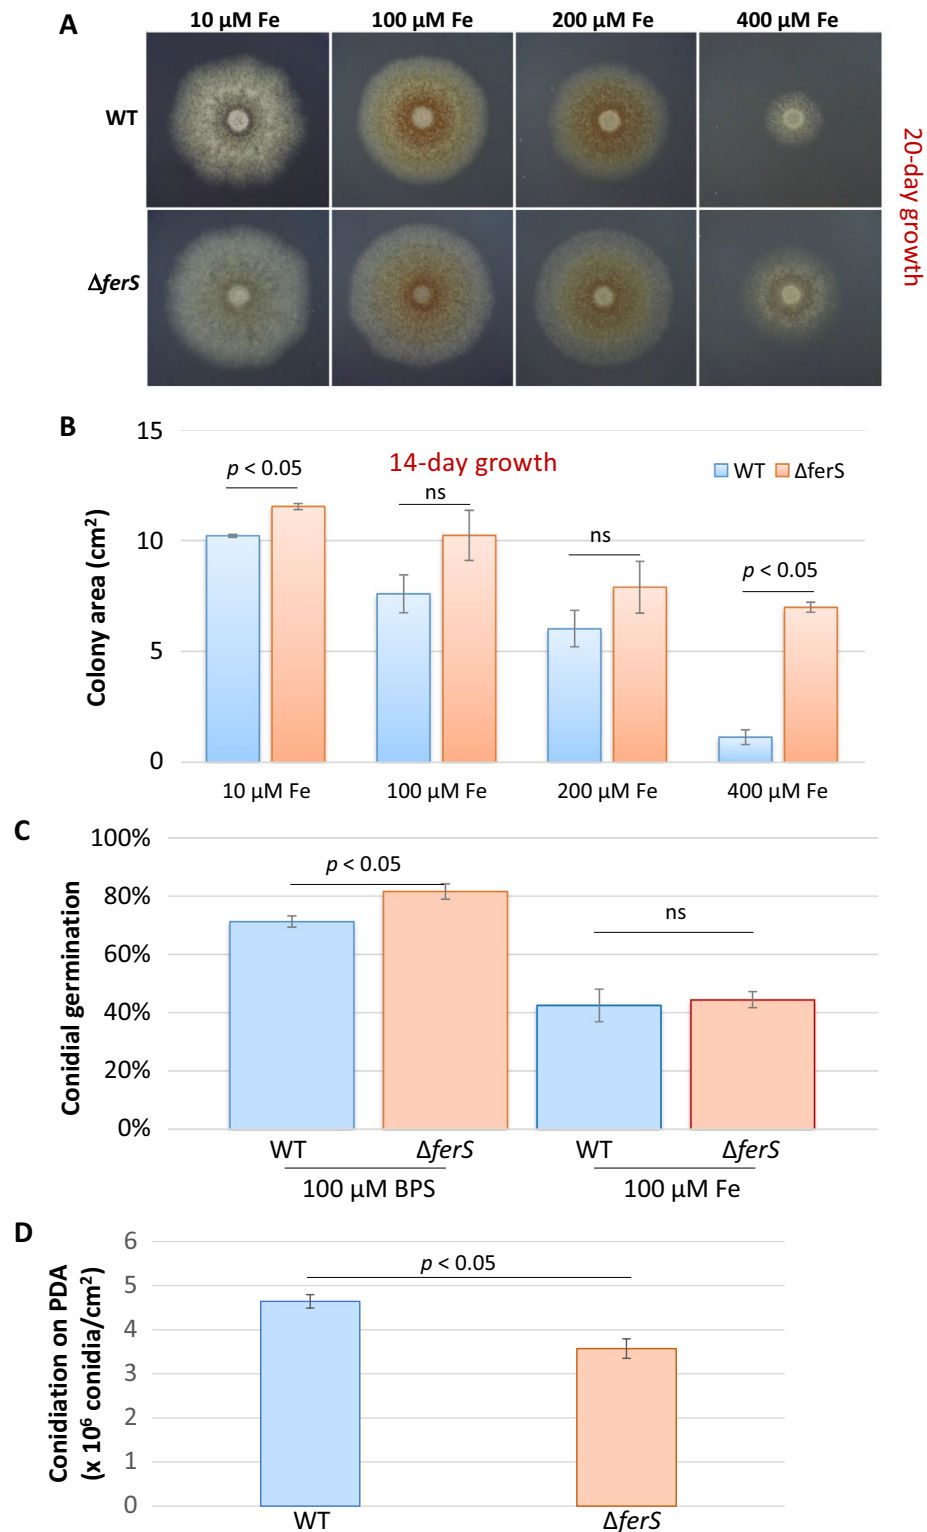 A
10 µM Fe 100 µM Fe 200 µM Fe 400 µM Fe
WT
ΔferS
20-day growth
B
15
10
5
0
Colony area (cm²)
14-day growth
WT ΔferS
p < 0.05
ns
ns
p < 0.05
10 µM Fe 100 µM Fe 200 µM Fe 400 µM Fe
C
100%
80%
60%
40%
20%
0%
Conidial germination
p < 0.05
ns
WT ΔferS WT ΔferS
100 µM BPS 100 µM Fe
D
6
5
4
3
2
1
0
Conidiation on PDA
(x 10⁶ conidia/cm²)
p < 0.05
WT ΔferS